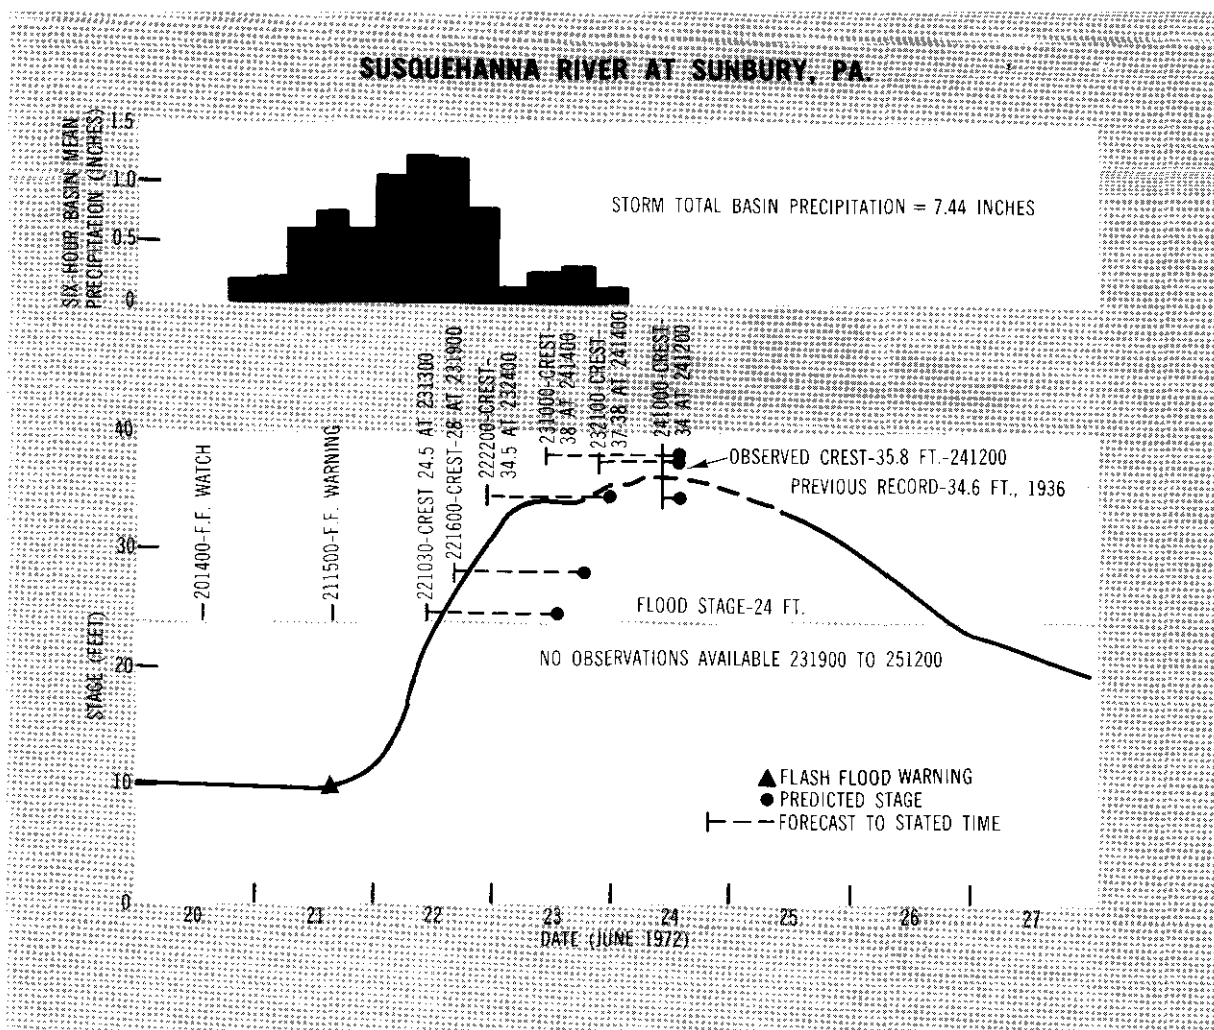 SUSQUEHANNA RIVER AT SUNBURY, PA.
SIX-HOUR BASIN MEAN
PRECIPITATION (INCHES)
1.5
1.0
0.5
0
STORM TOTAL BASIN PRECIPITATION = 7.44 INCHES
201400-F.F. WATCH
211500-F.F. WARNING
221030-CREST 24.5 AT 231300
221600-CREST-28 AT 231900
222200-CREST-
34.5 AT 232400
231000-CREST-
38 AT 241400
232100-CREST-
37-38 AT 241400
241000-CREST-
34 AT 241200
STAGE (FEET)
40
30
20
10
0
OBSERVED CREST-35.8 FT.-241200
PREVIOUS RECORD-34.6 FT., 1936
FLOOD STAGE-24 FT.
NO OBSERVATIONS AVAILABLE 231900 TO 251200
FLASH FLOOD WARNING
PREDICTED STAGE
FORECAST TO STATED TIME
20 21 22 23 24 25 26 27
DATE (JUNE 1972)